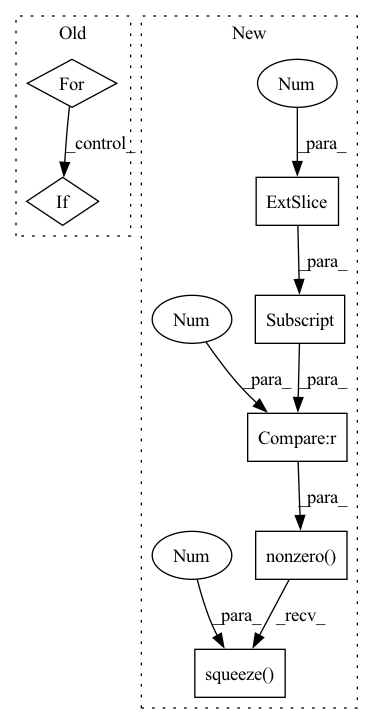 Old
New
For
Num
_control_
_para_
If
ExtSlice
_para_
Num
Subscript
_para_
_para_
Compare:r
_para_
Num
nonzero()
_para_
_recv_
squeeze()